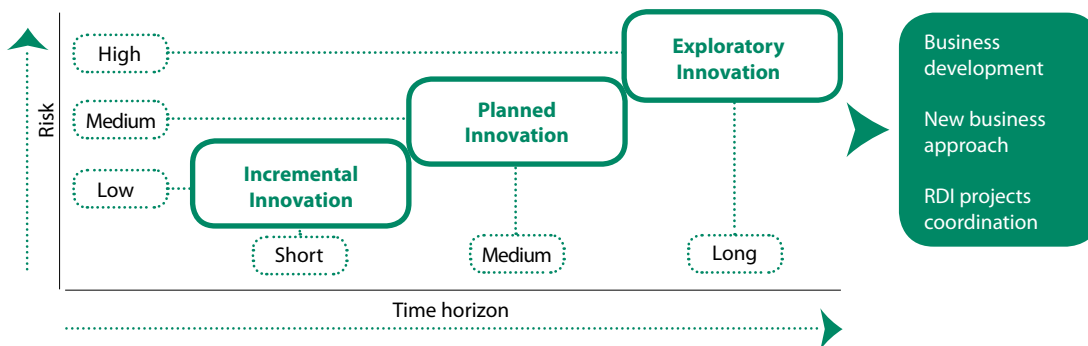 High
Exploratory
Innovation
Business
development
Medium
Planned
Innovation
New business
approach
Risk
Low
Incremental
Innovation
RDI projects
coordination
Short
Medium
Long
Time horizon